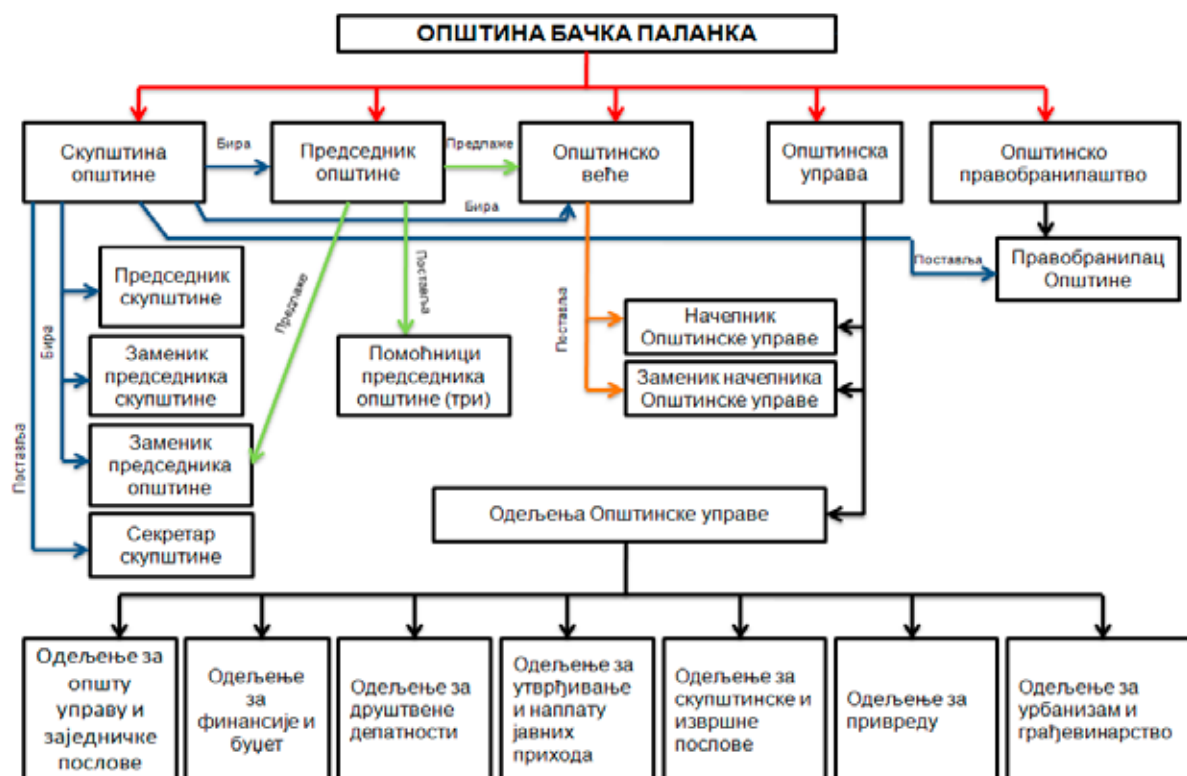 ОПШТИНА БАЧКА ПАЛАНКА
Скупштина
општине
Бира
Председник
општине
Предлаже
Општинско
веће
Општинска
управа
Општинско
правобранилаштво
Бира
Поставља
Правобранилац
Општине
Председник
скупштине
Бира
Заменик
председника
скупштине
Заменик
председника
општине
Поставља
Секретар
скупштине
Предлаже
Поставља
Помоћници
председника
општине (три)
Поставља
Начелник
Општинске управе
Заменик начелника
Општинске управе
Одељења Општинске управе
Одељење за
општу
управу и
заједничке
послове
Одељење
за
финансије и
буџет
Одељење за
друштвене
делатности
Одељење за
утврђивање
и наплату
јавних
прихода
Одељење за
скупштинске и
извршне
послове
Одељење за
привреду
Одељење за
урбанизам и
грађевинарство